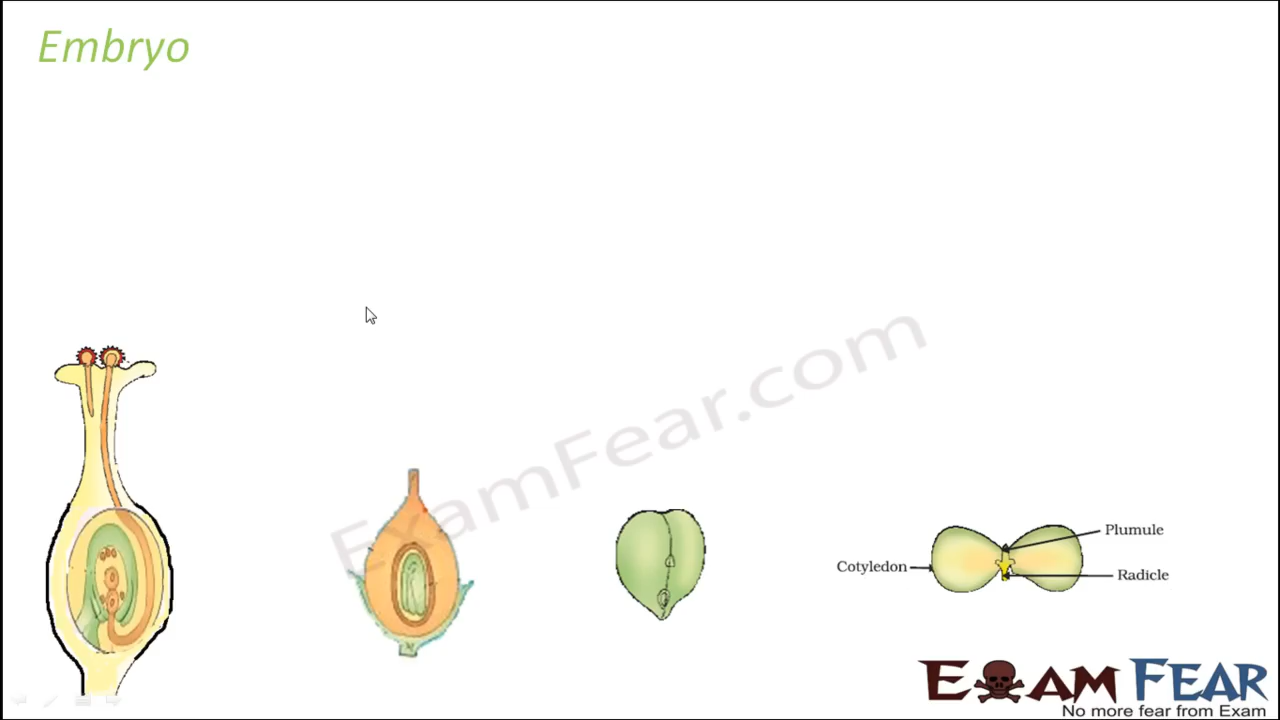 Embryo
ExamFear.com
Plumule
Cotyledon
Radicle
EXAM FEAR
No more fear from Exam